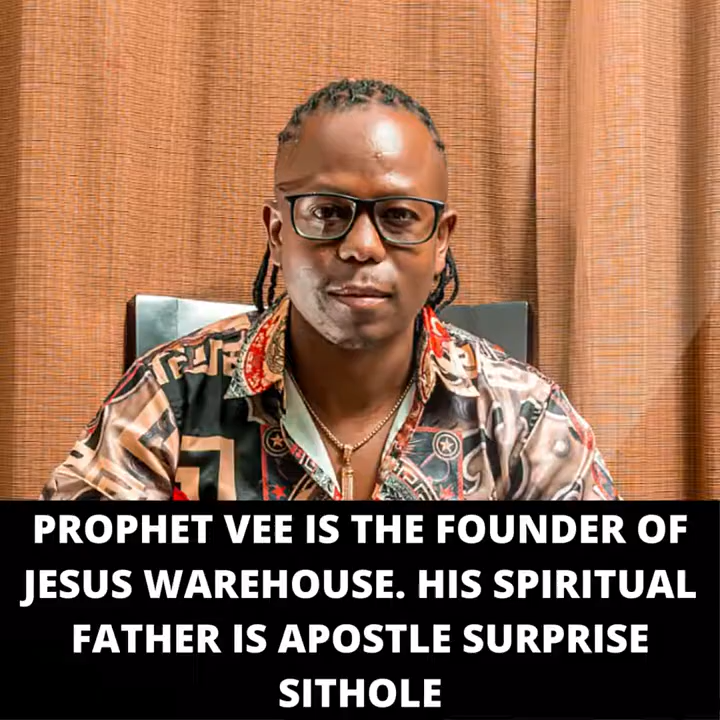 PROPHET VEE IS THE FOUNDER OF
JESUS WAREHOUSE. HIS SPIRITUAL
FATHER IS APOSTLE SURPRISE
SITHOLE